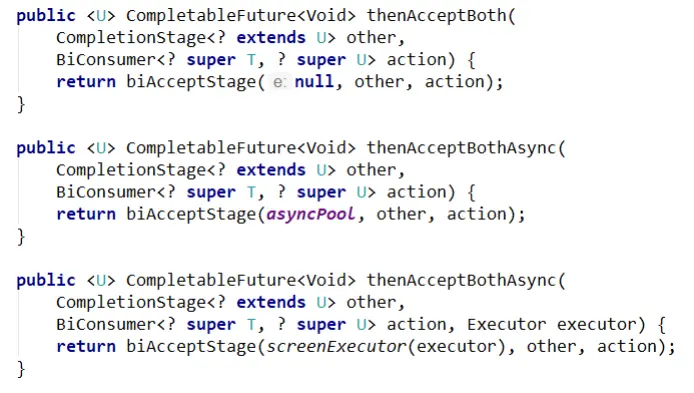 public <U> CompletableFuture<Void> thenAcceptBoth(
    CompletionStage<? extends U> other,
    BiConsumer<? super T, ? super U> action) {
    return biAcceptStage( e: null, other, action);
}

public <U> CompletableFuture<Void> thenAcceptBothAsync(
    CompletionStage<? extends U> other,
    BiConsumer<? super T, ? super U> action) {
    return biAcceptStage(asyncPool, other, action);
}

public <U> CompletableFuture<Void> thenAcceptBothAsync(
    CompletionStage<? extends U> other,
    BiConsumer<? super T, ? super U> action, Executor executor) {
    return biAcceptStage(screenExecutor(executor), other, action);
}